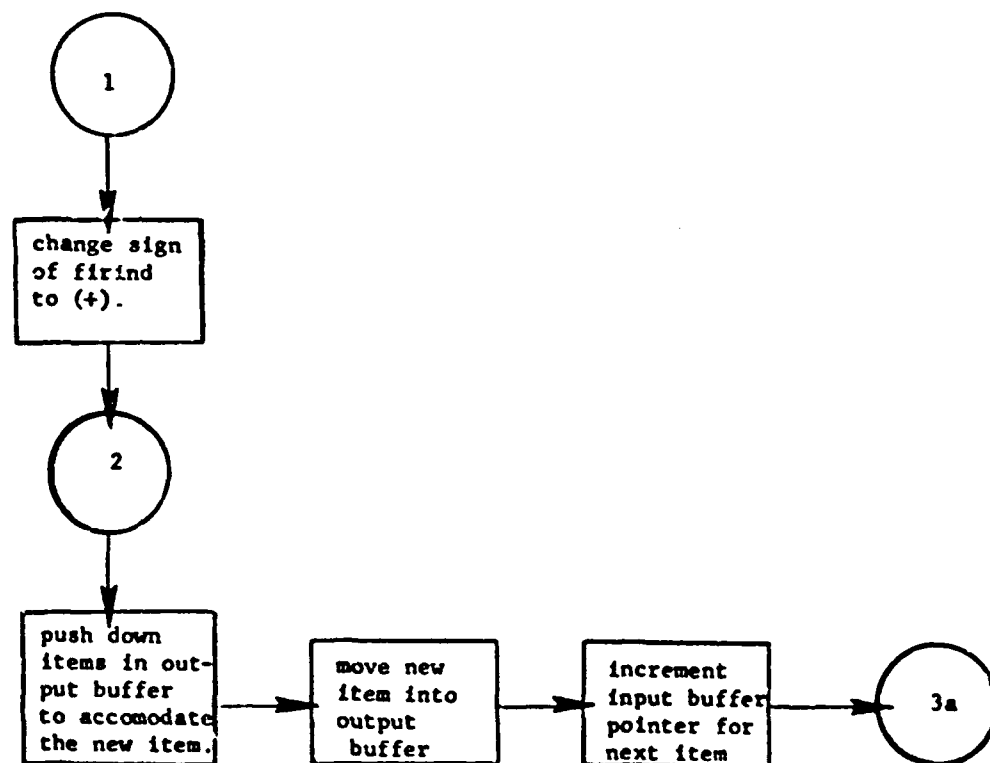 1
change sign
of firind
to (+).
2
push down
items in out-
put buffer
to accomodate
the new item.
move new
item into
output
buffer
increment
input buffer
pointer for
next item
3a